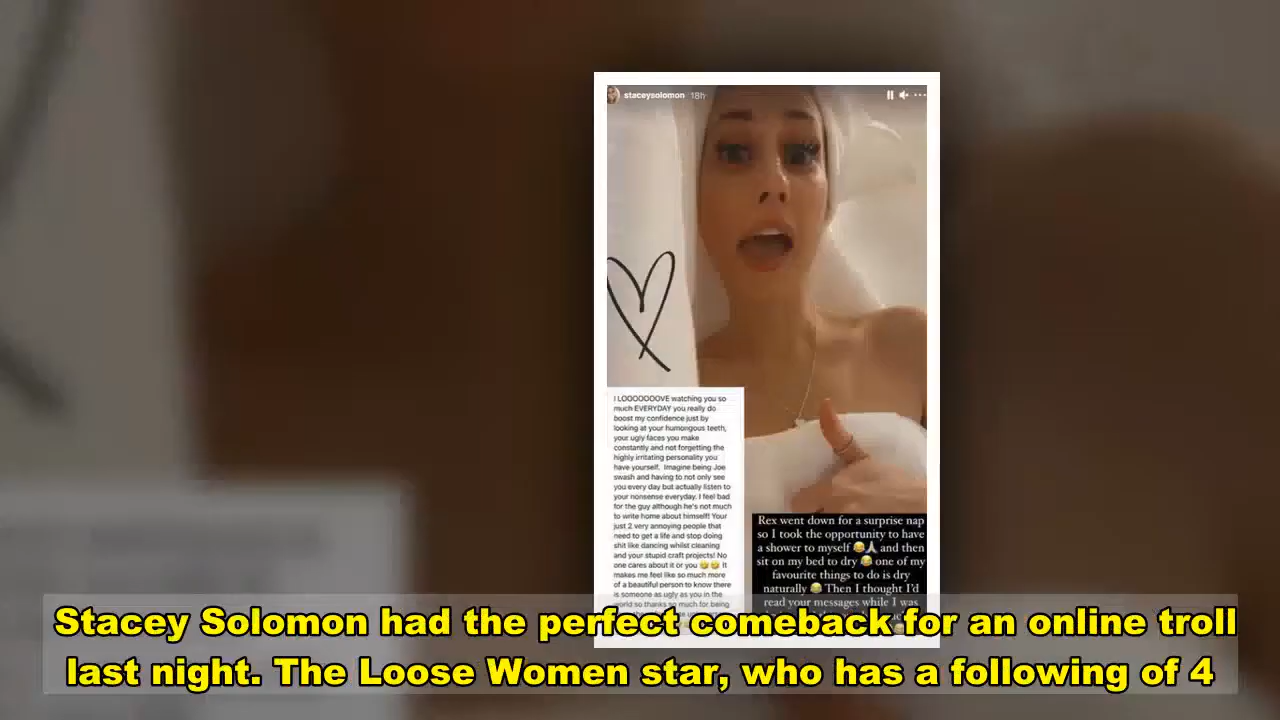 staceysolomon 18h
I LOOOOOOOVE watching you so
much EVERYDAY you really do
boost my confidence just by
looking at your humongous teeth,
your ugly faces you make
constantly and not forgetting the
highly irritating personality you
have yourself. Imagine being Joe
swash and having to not only see
you every day but actually listen to
your nonsense everyday. I feel bad
for the guy although he's not much
to write home about himself! Your
just 2 very annoying people that
need to get a life and stop doing
shit like dancing whilst cleaning
and your stupid craft projects! No
one cares about it or you 🤣🤣 It
makes me feel like so much more
of a beautiful person to know there
is someone as ugly as you in the
world so thanks so much for being
Rex went down for a surprise nap
so I took the opportunity to have
a shower to myself 😂🙏 and then
sit on my bed to dry 😂 one of my
favourite things to do is dry
naturally 😂 Then I thought I'd
read your messages while I was
Stacey Solomon had the perfect comeback for an online troll
last night. The Loose Women star, who has a following of 4